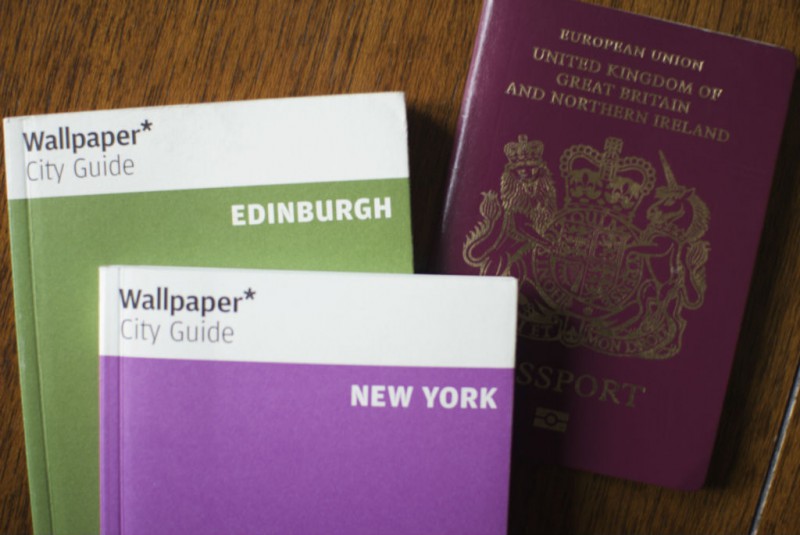 Wallpaper*
City Guide
EDINBURGH
Wallpaper*
City Guide
NEW YORK
EUROPEAN UNION
UNITED KINGDOM OF
GREAT BRITAIN
AND NORTHERN IRELAND
SSPORT